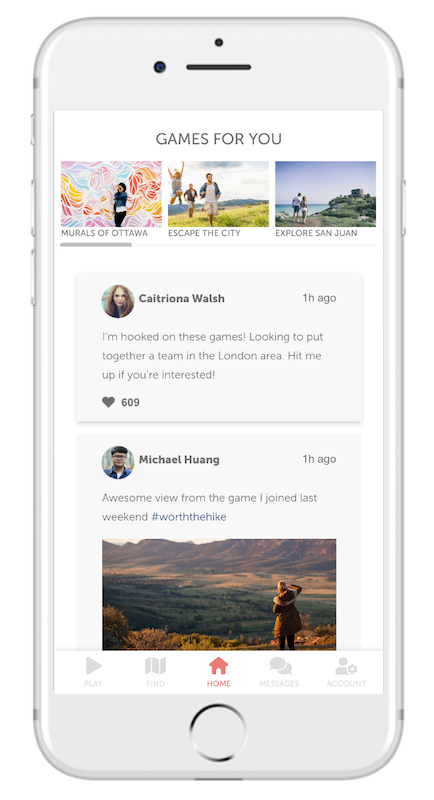 GAMES FOR YOU
MURALS OF OTTAWA ESCAPE THE CITY EXPLORE SAN JUAN
Caitriona Walsh 1h ago
I'm hooked on these games! Looking to put
together a team in the London area. Hit me
up if you're interested!
609
Michael Huang 1h ago
Awesome view from the game I joined last
weekend #worththehike
PLAY FIND HOME MESSAGES ACCOUNT